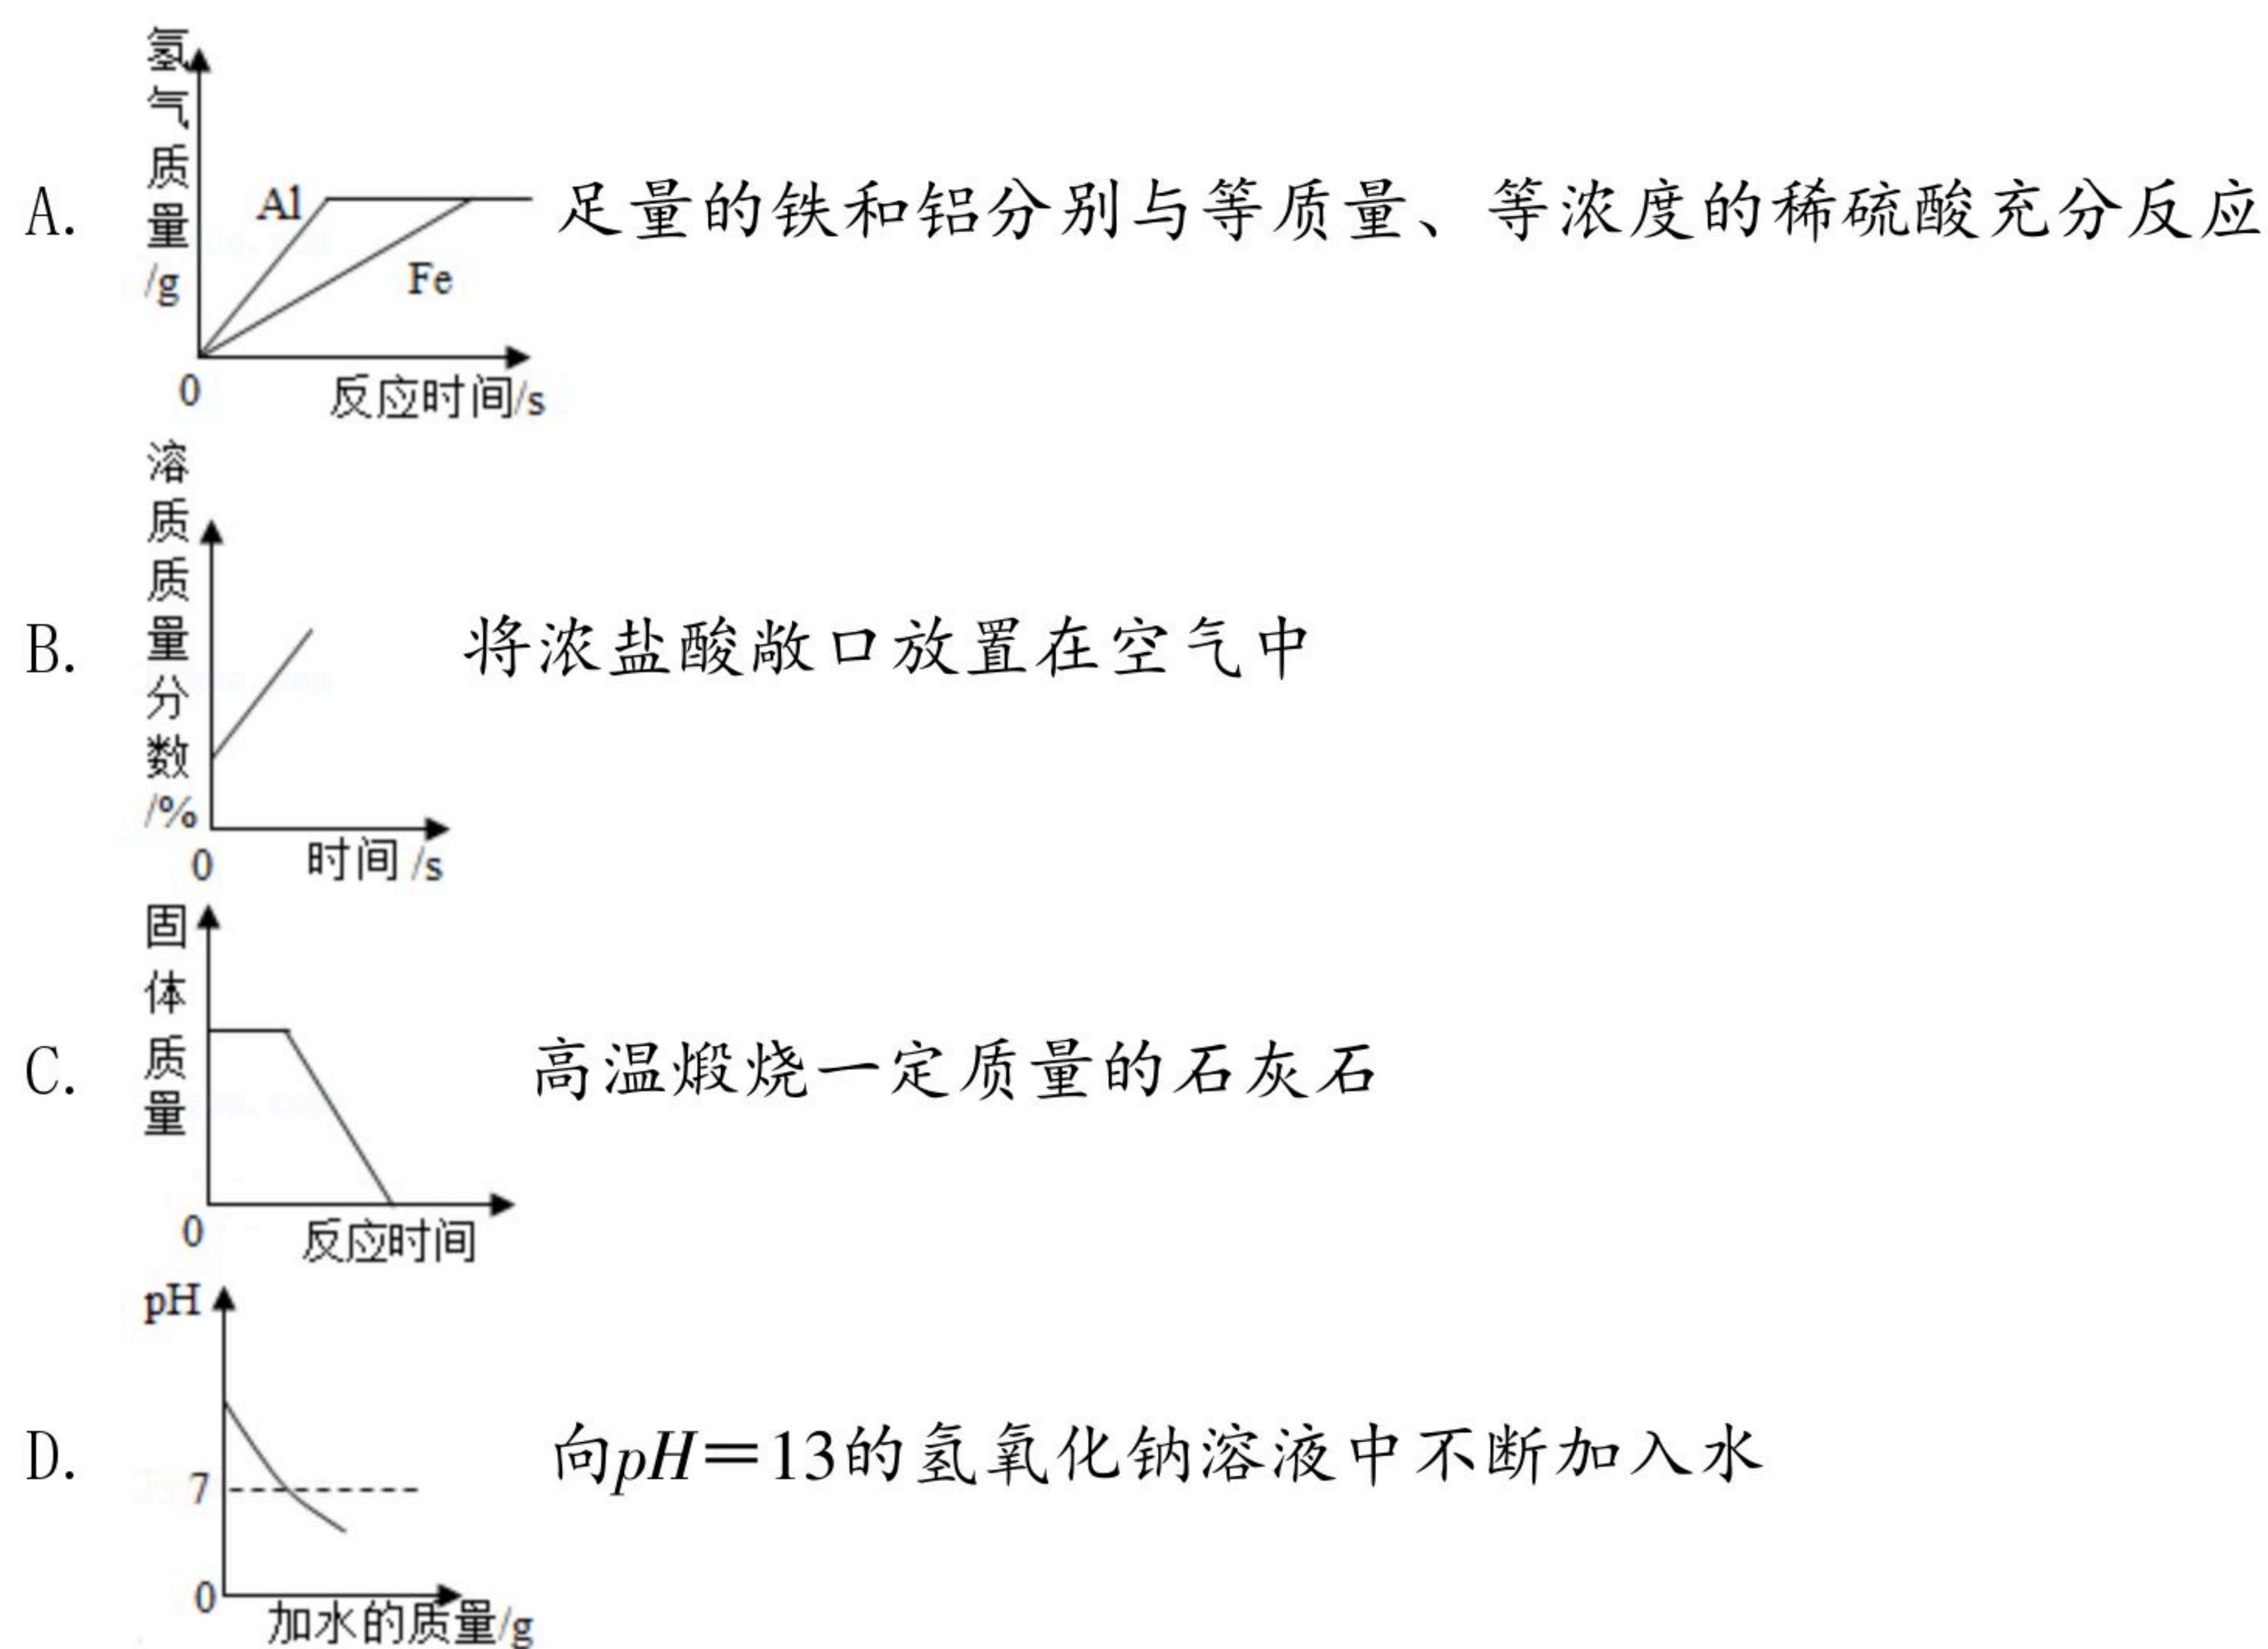 氢气质量/g
A.
Al
Fe
0
反应时间/s
足量的铁和铝分别与等质量、等浓度的稀硫酸充分反应
溶质质量分数/%
B.
0
时间/s
将浓盐酸敞口放置在空气中
固体质量
C.
0
反应时间
高温煅烧一定质量的石灰石
pH
D.
7
0
加水的质量/g
向pH=13的氢氧化钠溶液中不断加入水